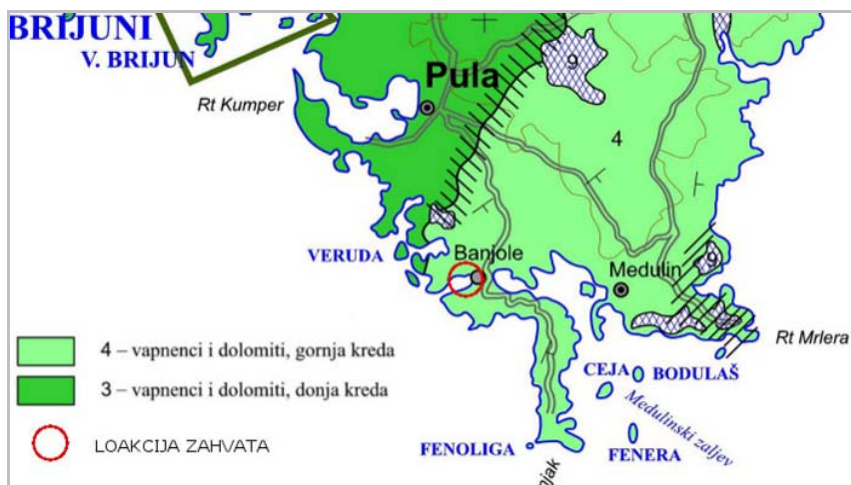 BRIJUNI
V. BRIJUN
Pula
Rt Kumper
9
4
VERUDA
Banjole
Medulin
9
Rt Mrlera
4 – vapnenci i dolomiti, gornja kreda
3 – vapnenci i dolomiti, donja kreda
LOAKCIJA ZAHVATA
CEJA
BODULAŠ
Medulinski zaljev
FENOLIGA
FENERA
njak